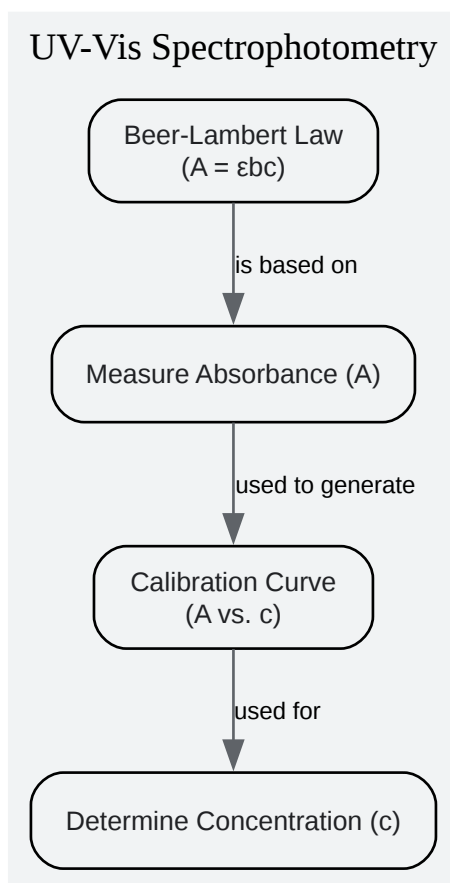 UV-Vis Spectrophotometry
Beer-Lambert Law
(A = εbc)
is based on
Measure Absorbance (A)
used to generate
Calibration Curve
(A vs. c)
used for
Determine Concentration (c)